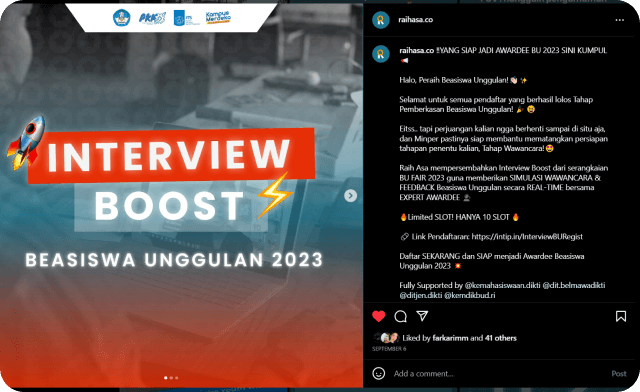 PKM
Kampus
Merdeka
INTERVIEW
BOOST
BEASISWA UNGGULAN 2023
raihasa.co
raihasa.co ‼YANG SIAP JADI AWARDEE BU 2023 SINI KUMPUL
📢
Halo, Peraih Beasiswa Unggulan! 👋🏻✨
Selamat untuk semua pendaftar yang berhasil lolos Tahap
Pemberkasan Beasiswa Unggulan! 🎉 😉
Eitss.. tapi perjuangan kalian ngga berhenti sampai di situ aja,
dan Minper pastinya siap membantu mematangkan persiapan
tahapan penentu kalian, Tahap Wawancara!🤩
Raih Asa mempersembahkan Interview Boost dari serangkaian
BU FAIR 2023 guna memberikan SIMULASI WAWANCARA &
FEEDBACK Beasiswa Unggulan secara REAL-TIME bersama
EXPERT AWARDEE
🔥Limited SLOT! HANYA 10 SLOT 🔥
🔗 Link Pendaftaran: https://intip.in/InterviewBURegist
Daftar SEKARANG dan SIAP menjadi Awardee Beasiswa
Unggulan 2023 💥
Fully Supported by @kemahasiswaan.dikti @dit.belmawadikti
@ditjen.dikti @kemdikbud.ri
Liked by farkarimm and 41 others
SEPTEMBER 6
Add a comment...
Post